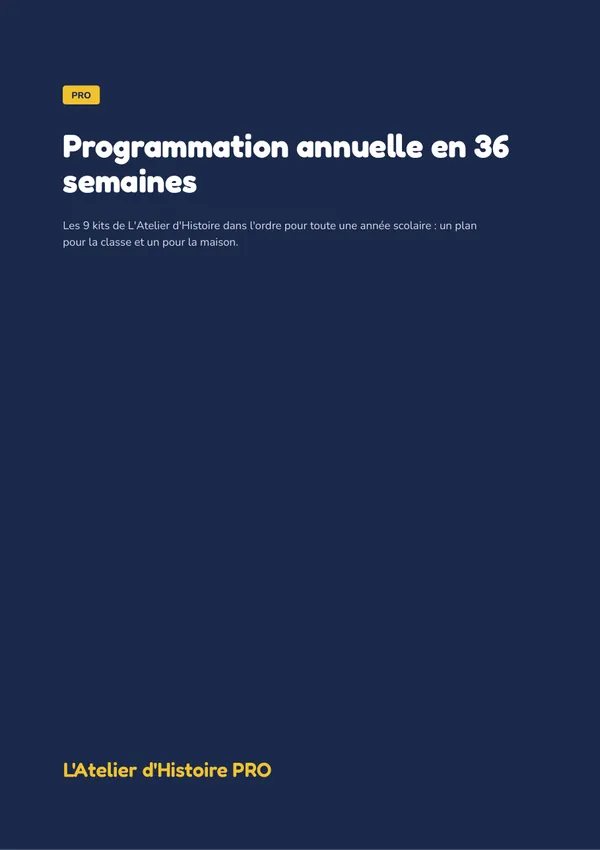 PRO
Programmation annuelle en 36
semaines
Les 9 kits de L'Atelier d'Histoire dans l'ordre pour toute une année scolaire : un plan
pour la classe et un pour la maison.
L'Atelier d'Histoire PRO